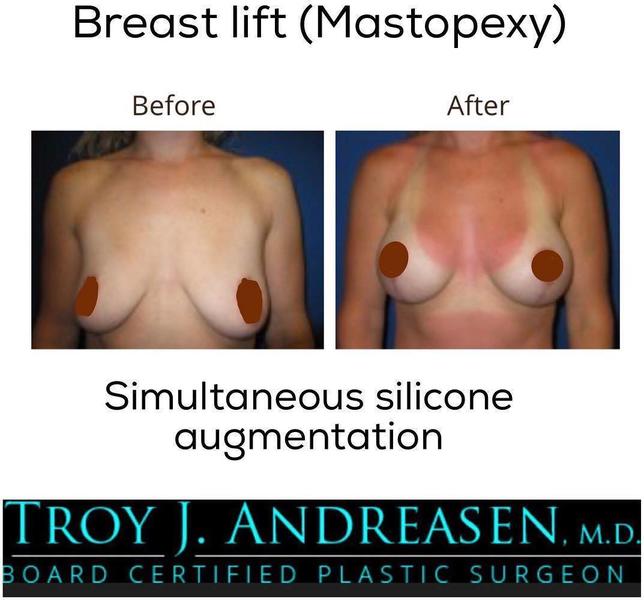 Breast lift (Mastopexy)
Before
After
Simultaneous silicone
augmentation
TROY J. ANDREASEN, M.D.
BOARD CERTIFIED PLASTIC SURGEON